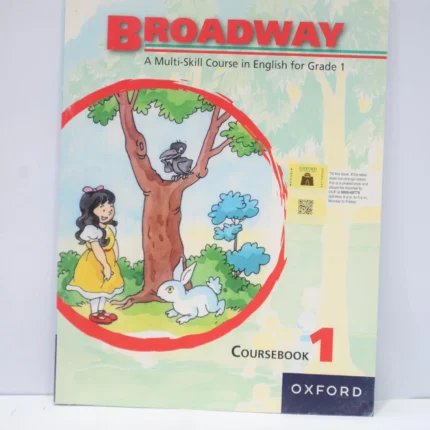 BROADWAY
A Multi-Skill Course in English for Grade 1
COURSEBOOK 1
OXFORD